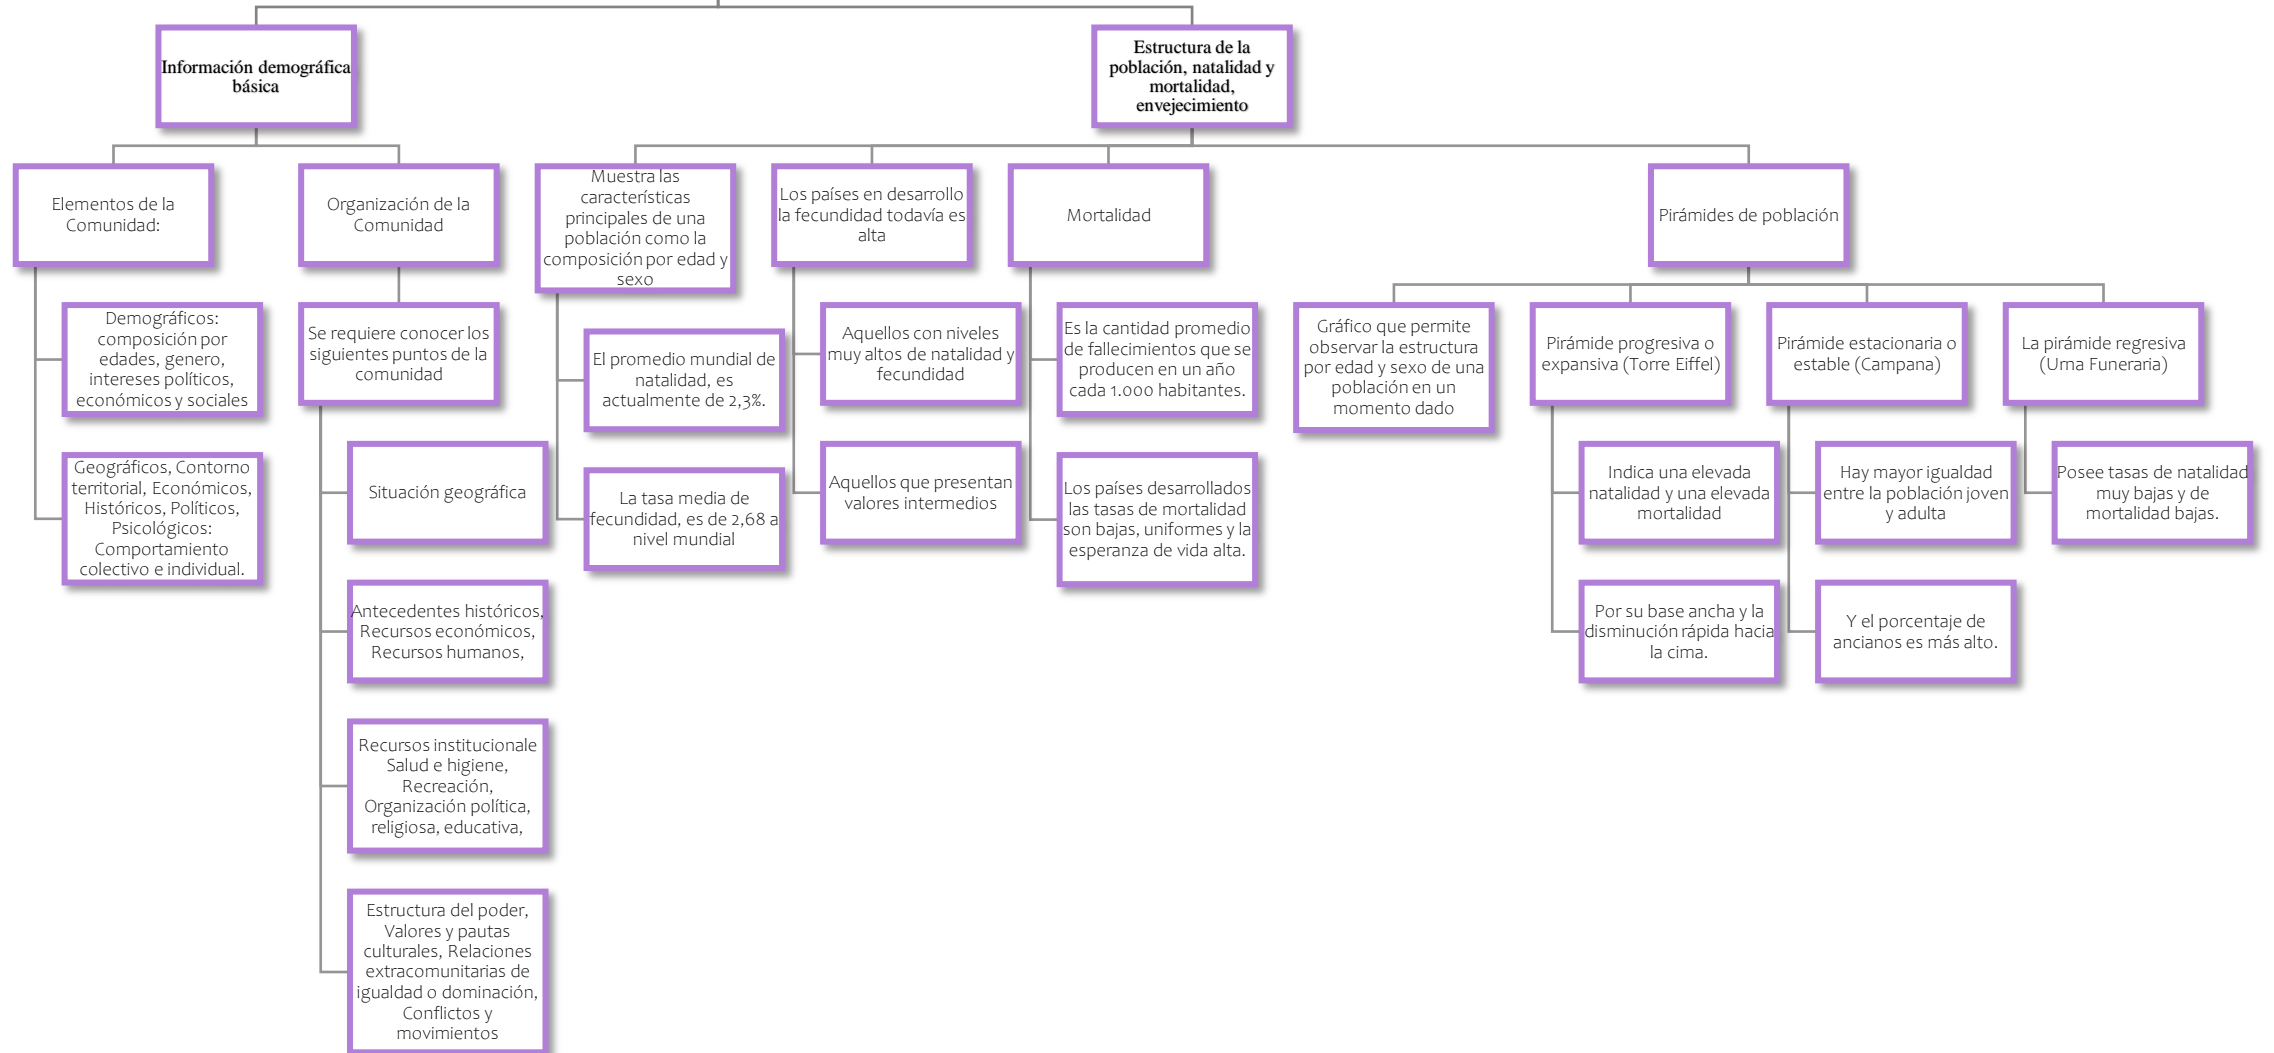 Información demográfica
básica
Estructura de la
población, natalidad y
mortalidad,
envejecimiento
Elementos de la
Comunidad:
Demográficos:
composición por
edades, genero,
intereses políticos,
económicos y sociales
Geográficos, Contorno
territorial, Económicos,
Históricos, Políticos,
Psicológicos:
Comportamiento
colectivo e individual.
Organización de la
Comunidad
Se requiere conocer los
siguientes puntos de la
comunidad
Situación geográfica
Antecedentes históricos,
Recursos económicos,
Recursos humanos,
Recursos institucionale
Salud e higiene,
Recreación,
Organización política,
religiosa, educativa,
Estructura del poder,
Valores y pautas
culturales, Relaciones
extracomunitarias de
igualdad o dominación,
Conflictos y
movimientos
Muestra las
características
principales de una
población como la
composición por edad y
sexo
El promedio mundial de
natalidad, es
actualmente de 2,3%.
La tasa media de
fecundidad, es de 2,68 a
nivel mundial
Los países en desarrollo
la fecundidad todavía es
alta
Aquellos con niveles
muy altos de natalidad y
fecundidad
Aquellos que presentan
valores intermedios
Mortalidad
Es la cantidad promedio
de fallecimientos que se
producen en un año
cada 1.000 habitantes.
Los países desarrollados
las tasas de mortalidad
son bajas, uniformes y la
esperanza de vida alta.
Pirámides de población
Gráfico que permite
observar la estructura
por edad y sexo de una
población en un
momento dado
Pirámide progresiva o
expansiva (Torre Eiffel)
Indica una elevada
natalidad y una elevada
mortalidad
Por su base ancha y la
disminución rápida hacia
la cima.
Pirámide estacionaria o
estable (Campana)
Hay mayor igualdad
entre la población joven
y adulta
Y el porcentaje de
ancianos es más alto.
La pirámide regresiva
(Urna Funeraria)
Posee tasas de natalidad
muy bajas y de
mortalidad bajas.